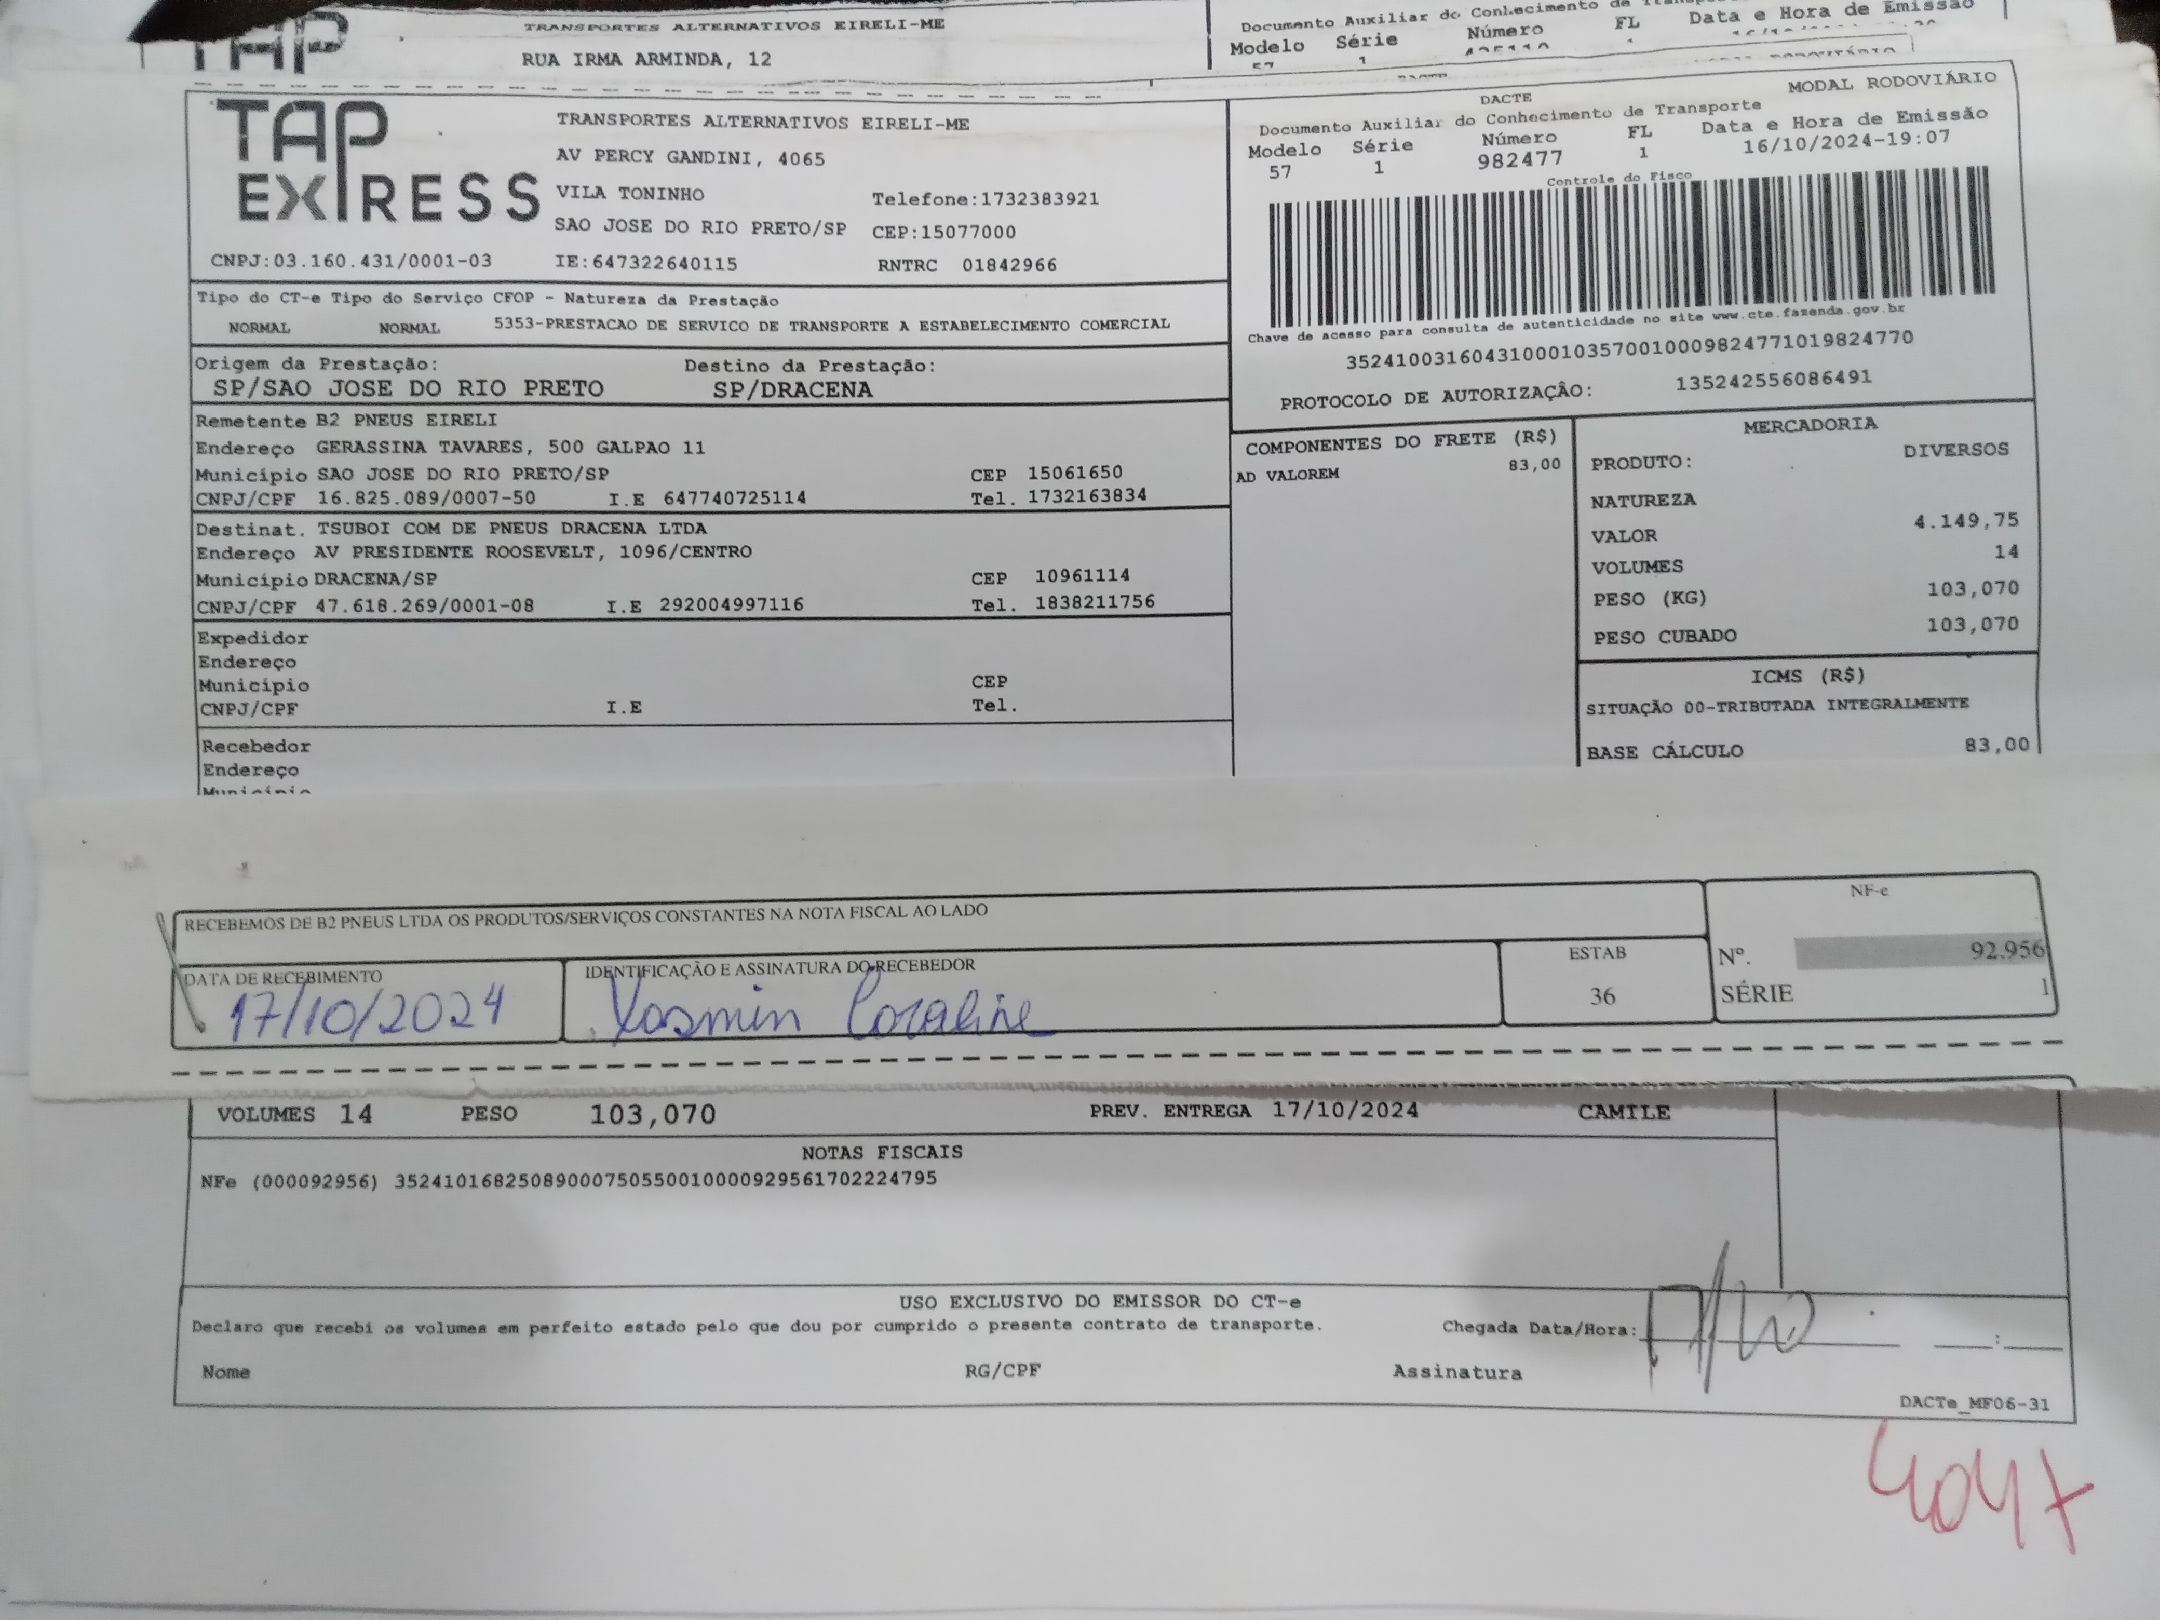 TAP
TRANSPORTES ALTERNATIVOS EIRELI-ME
RUA IRMA ARMINDA, 12
Documento Auxiliar do Conhecimento de
Modelo Série Número FL Data e Hora de Emissão
57 1
TAP EXPRESS
TRANSPORTES ALTERNATIVOS EIRELI-ME
AV PERCY GANDINI, 4065
VILA TONINHO Telefone:1732383921
SAO JOSE DO RIO PRETO/SP CEP:15077000
CNPJ:03.160.431/0001-03 IE:647322640115 RNTRC 01842966
DACTE MODAL RODOVIÁRIO
Documento Auxiliar do Conhecimento de Transporte
Modelo Série Número FL Data e Hora de Emissão
57 1 982477 1 16/10/2024-19:07
Controle do Fisco
Chave de acesso para consulta de autenticidade no site www.cte.fazenda.gov.br
35241003160431000103570010009824771019824770
PROTOCOLO DE AUTORIZAÇÂO: 135242556086491
Tipo do CT-e Tipo do Serviço CFOP - Natureza da Prestação
NORMAL NORMAL 5353-PRESTACAO DE SERVICO DE TRANSPORTE A ESTABELECIMENTO COMERCIAL
Origem da Prestação: Destino da Prestação:
SP/SAO JOSE DO RIO PRETO SP/DRACENA
Remetente B2 PNEUS EIRELI
Endereço GERASSINA TAVARES, 500 GALPAO 11
Município SAO JOSE DO RIO PRETO/SP CEP 15061650
CNPJ/CPF 16.825.089/0007-50 I.E 647740725114 Tel. 1732163834
Destinat. TSUBOI COM DE PNEUS DRACENA LTDA
Endereço AV PRESIDENTE ROOSEVELT, 1096/CENTRO
Município DRACENA/SP CEP 10961114
CNPJ/CPF 47.618.269/0001-08 I.E 292004997116 Tel. 1838211756
Expedidor
Endereço
Município CEP
CNPJ/CPF I.E Tel.
Recebedor
Endereço
Município
COMPONENTES DO FRETE (R$)
AD VALOREM 83,00
MERCADORIA
PRODUTO: DIVERSOS
NATUREZA
VALOR 4.149,75
VOLUMES 14
PESO (KG) 103,070
PESO CUBADO 103,070
ICMS (R$)
SITUAÇÃO 00-TRIBUTADA INTEGRALMENTE
BASE CÁLCULO 83,00
RECEBEMOS DE B2 PNEUS LTDA OS PRODUTOS/SERVIÇOS CONSTANTES NA NOTA FISCAL AO LADO
DATA DE RECEBIMENTO
17/10/2024
IDENTIFICAÇÃO E ASSINATURA DO RECEBEDOR
Yasmin Coraline
ESTAB
36
NF-e
Nº. 92.956
SÉRIE 1
VOLUMES 14 PESO 103,070 PREV. ENTREGA 17/10/2024 CAMILE
NOTAS FISCAIS
NFe (000092956) 35241016825089000750550010000929561702224795
USO EXCLUSIVO DO EMISSOR DO CT-e
Declaro que recebi os volumes em perfeito estado pelo que dou por cumprido o presente contrato de transporte. Chegada Data/Hora: :
Nome RG/CPF Assinatura
DACTe_MF06-31